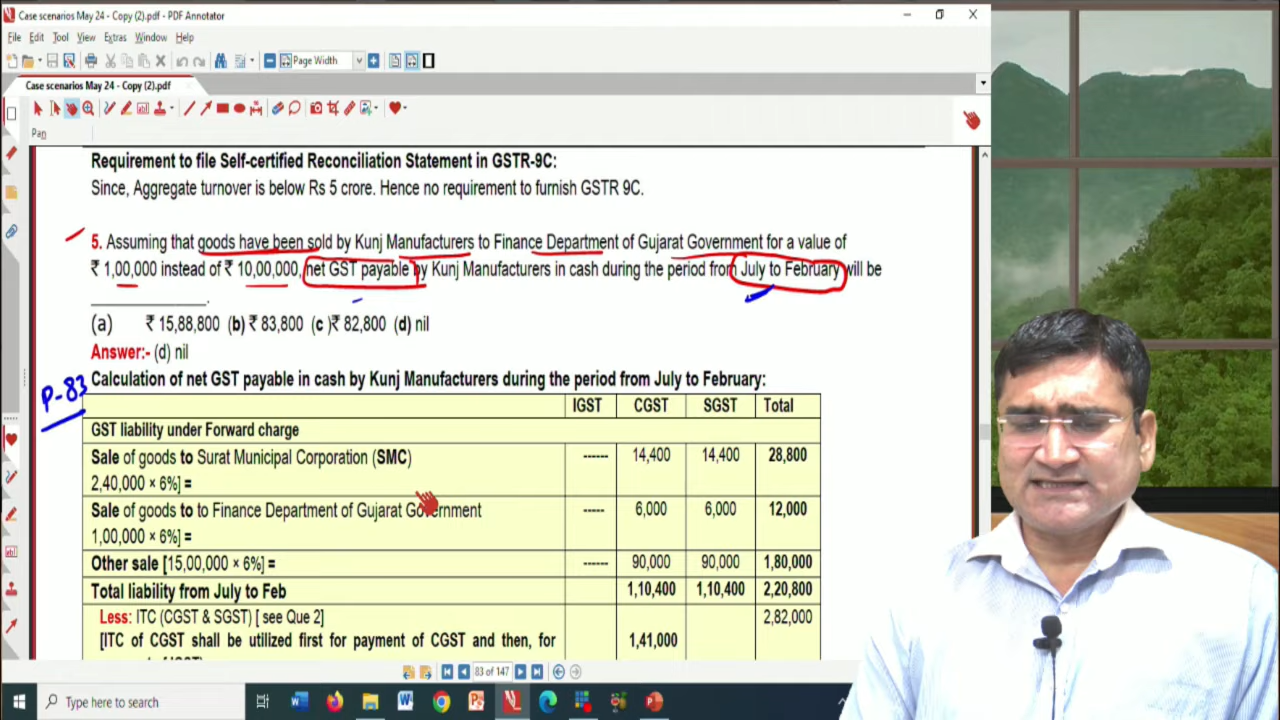 Case scenarios May 24 - Copy (2).pdf - PDF Annotator
File Edit Tool View Extras Window Help
Page Width
Case scenarios May 24 - Copy (2).pdf
Pan
Requirement to file Self-certified Reconciliation Statement in GSTR-9C:
Since, Aggregate turnover is below Rs 5 crore. Hence no requirement to furnish GSTR 9C.
5. Assuming that goods have been sold by Kunj Manufacturers to Finance Department of Gujarat Government for a value of
₹ 1,00,000 instead of ₹ 10,00,000, net GST payable by Kunj Manufacturers in cash during the period from July to February will be
____________.
(a) ₹ 15,88,800 (b) ₹ 83,800 (c )₹ 82,800 (d) nil
Answer:- (d) nil
P-83
Calculation of net GST payable in cash by Kunj Manufacturers during the period from July to February:
IGST CGST SGST Total
GST liability under Forward charge
Sale of goods to Surat Municipal Corporation (SMC) ------ 14,400 14,400 28,800
2,40,000 × 6%] =
Sale of goods to to Finance Department of Gujarat Government ----- 6,000 6,000 12,000
1,00,000 × 6%] =
Other sale [15,00,000 × 6%] = ------ 90,000 90,000 1,80,000
Total liability from July to Feb 1,10,400 1,10,400 2,20,800
Less: ITC (CGST & SGST) [ see Que 2] 2,82,000
[ITC of CGST shall be utilized first for payment of CGST and then, for 1,41,000
83 of 147
Type here to search